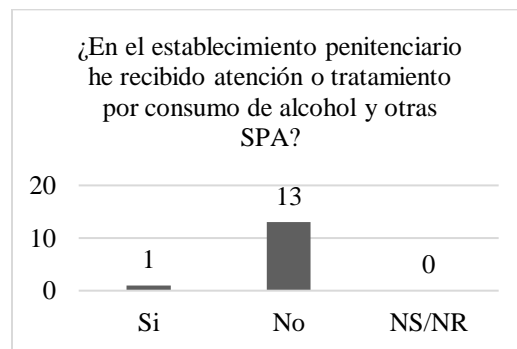 ¿En el establecimiento penitenciario
he recibido atención o tratamiento
por consumo de alcohol y otras
SPA?
20
13
10
1
0
0
Si
No
NS/NR